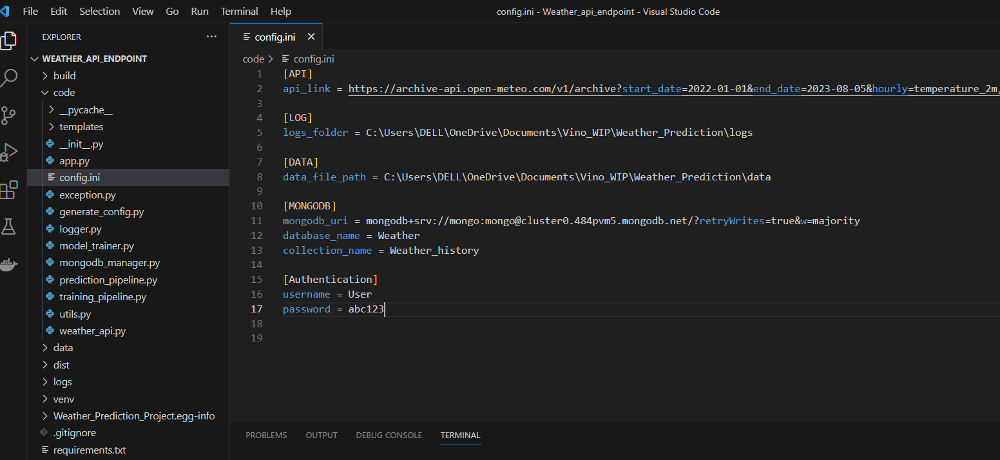 File Edit Selection View Go Run Terminal Help
config.ini - Weather_api_endpoint - Visual Studio Code
EXPLORER
WEATHER_API_ENDPOINT
build
code
__pycache__
templates
__init__.py
app.py
config.ini
exception.py
generate_config.py
logger.py
model_trainer.py
mongodb_manager.py
prediction_pipeline.py
training_pipeline.py
utils.py
weather_api.py
data
dist
logs
venv
Weather_Prediction_Project.egg-info
.gitignore
requirements.txt
config.ini
code > config.ini
1 [API]
2 api_link = https://archive-api.open-meteo.com/v1/archive?start_date=2022-01-01&end_date=2023-08-05&hourly=temperature_2m,
3
4 [LOG]
5 logs_folder = C:\Users\DELL\OneDrive\Documents\Vino_WIP\Weather_Prediction\logs
6
7 [DATA]
8 data_file_path = C:\Users\DELL\OneDrive\Documents\Vino_WIP\Weather_Prediction\data
9
10 [MONGODB]
11 mongodb_uri = mongodb+srv://mongo:mongo@cluster0.484pvm5.mongodb.net/?retryWrites=true&w=majority
12 database_name = Weather
13 collection_name = Weather_history
14
15 [Authentication]
16 username = User
17 password = abc123
18
19
PROBLEMS OUTPUT DEBUG CONSOLE TERMINAL